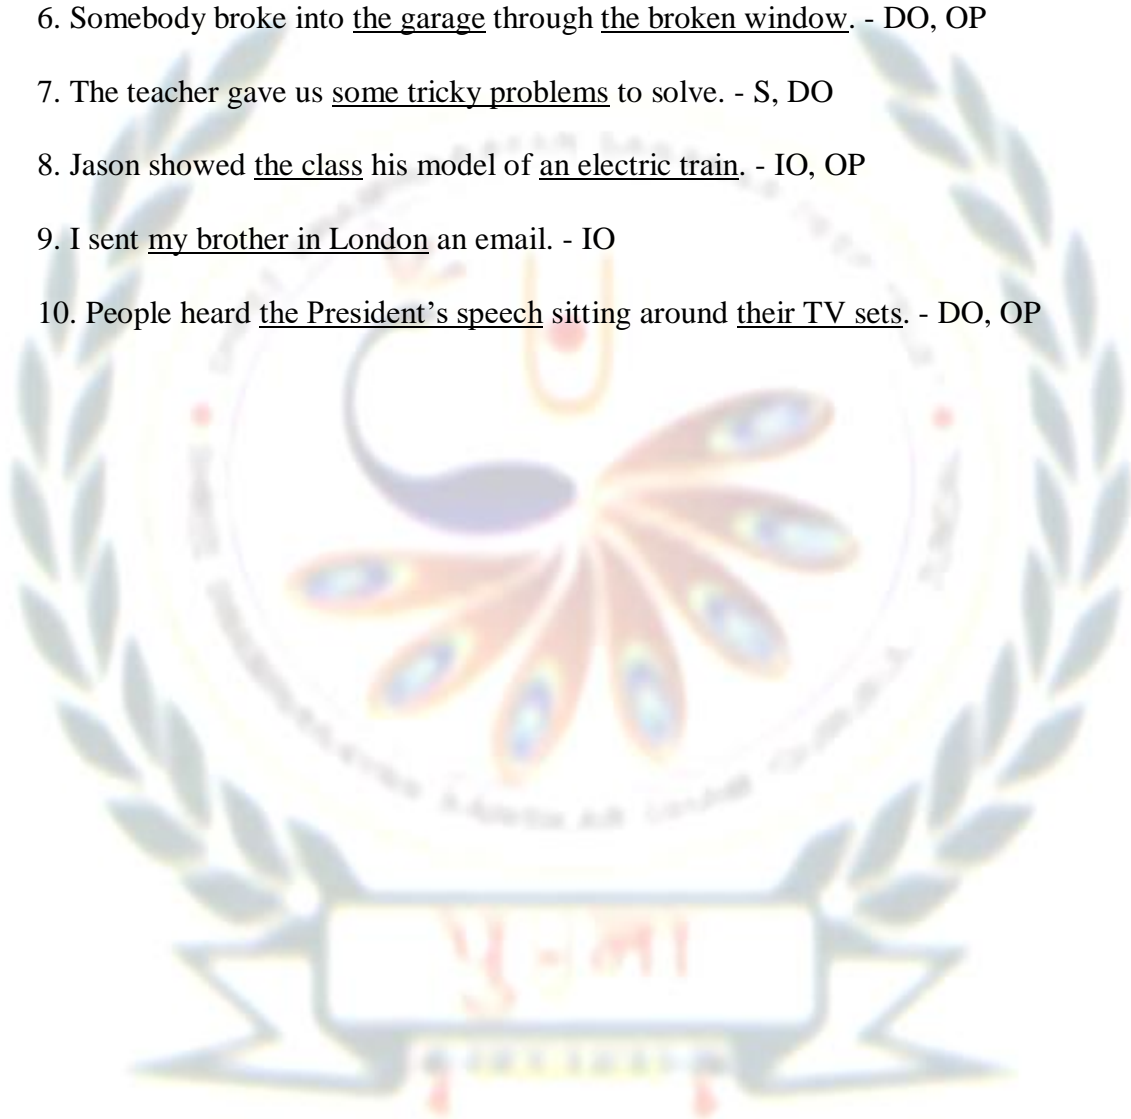 6. Somebody broke into the garage through the broken window. - DO, OP
7. The teacher gave us some tricky problems to solve. - S, DO
8. Jason showed the class his model of an electric train. - IO, OP
9. I sent my brother in London an email. - IO
10. People heard the President’s speech sitting around their TV sets. - DO, OP